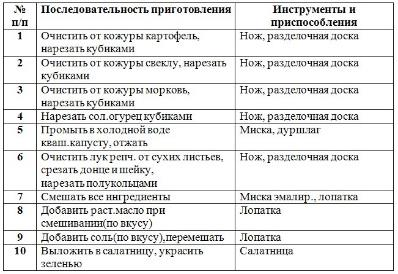 № Последовательность приготовления Инструменты и
п/п приспособления
1 Очистить от кожуры картофель, Нож, разделочная доска
нарезать кубиками
2 Очистить от кожуры свеклу, нарезать Нож, разделочная доска
кубиками
3 Очистить от кожуры морковь, Нож, разделочная доска
нарезать кубиками
4 Нарезать сол.огурец кубиками Нож, разделочная доска
5 Промыть в холодной воде Миска, дуршлаг
кваш.капусту, отжать
6 Очистить лук репч. от сухих листьев, Нож, разделочная доска
срезать донце и шейку,
нарезать полукольцами
7 Смешать все ингредиенты Миска эмалир., лопатка
8 Добавить раст.масло при Лопатка
смешивании(по вкусу)
9 Добавить соль(по вкусу),перемешать Лопатка
10 Выложить в салатницу, украсить Салатница
зеленью